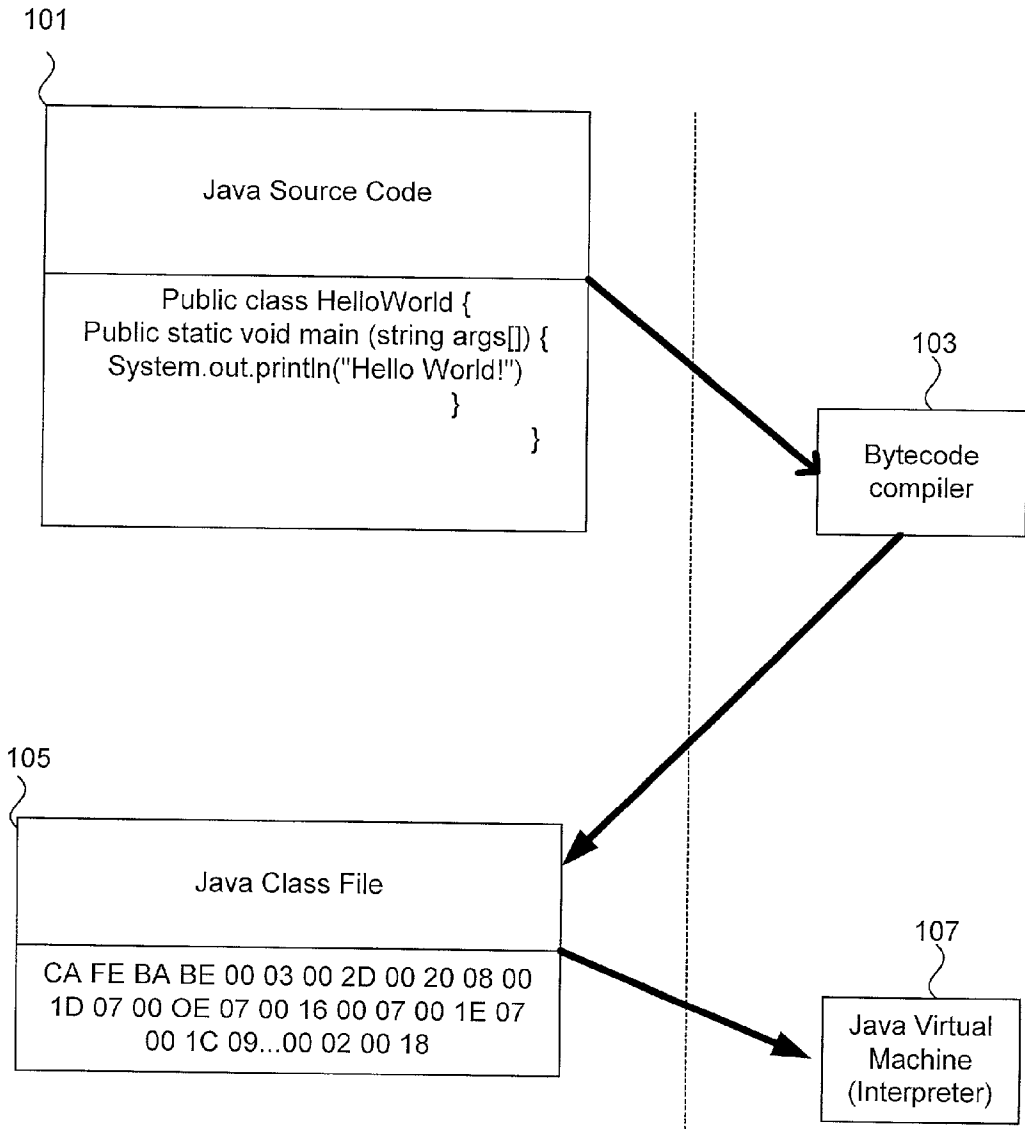 101
Java Source Code
Public class HelloWorld {
Public static void main (string args[]) {
System.out.println("Hello World!")
}
}
103
Bytecode
compiler
105
Java Class File
CA FE BA BE 00 03 00 2D 00 20 08 00
1D 07 00 OE 07 00 16 00 07 00 1E 07
00 1C 09...00 02 00 18
107
Java Virtual
Machine
(Interpreter)